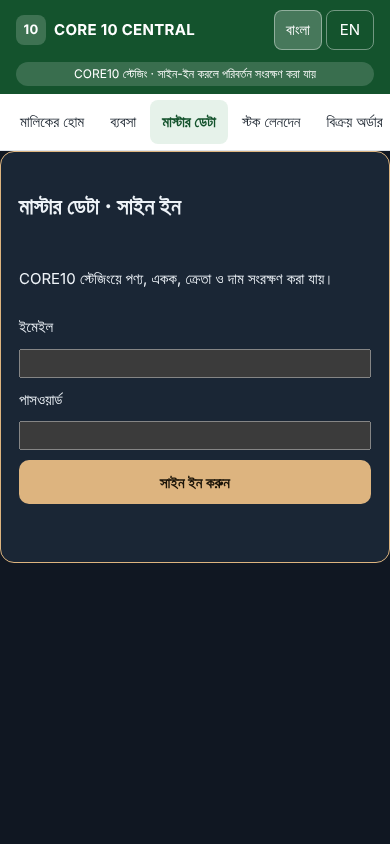 10 CORE 10 CENTRAL বাংলা EN
CORE10 স্টেজিং · সাইন-ইন করলে পরিবর্তন সংরক্ষণ করা যায়
মালিকের হোম ব্যবসা মাস্টার ডেটা স্টক লেনদেন বিক্রয় অর্ডার
মাস্টার ডেটা · সাইন ইন
CORE10 স্টেজিংয়ে পণ্য, একক, ক্রেতা ও দাম সংরক্ষণ করা যায়।
ইমেইল
পাসওয়ার্ড
সাইন ইন করুন